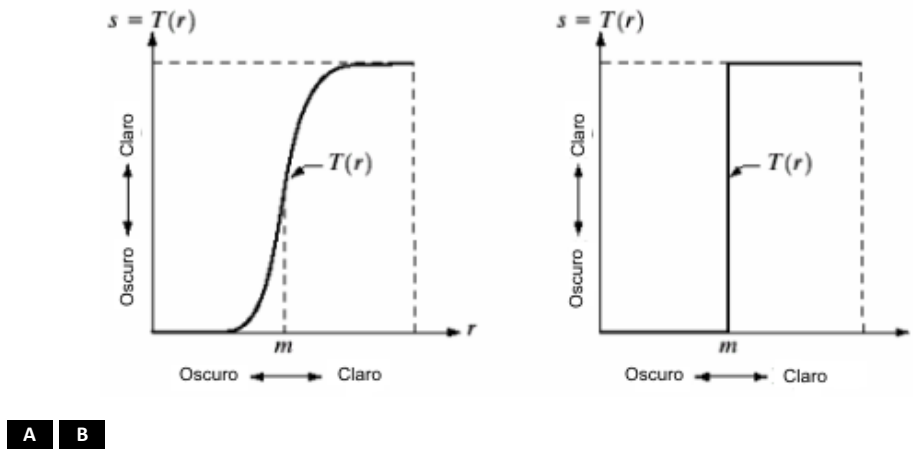 s = T(r)
Claro
Oscuro
T(r)
m
r
Oscuro
Claro
s = T(r)
Claro
Oscuro
T(r)
m
Oscuro
Claro
A B